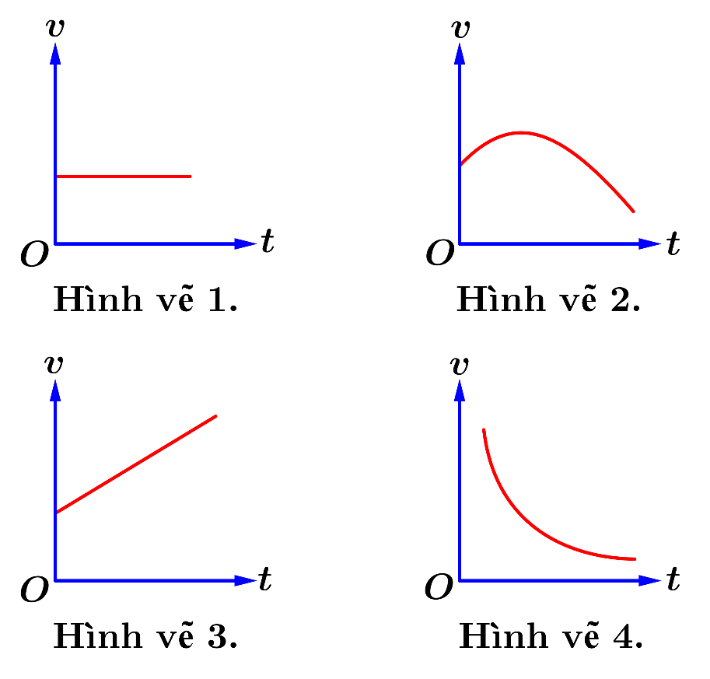 v
v
O
t
O
t
Hình vẽ 1.
Hình vẽ 2.
v
v
O
t
O
t
Hình vẽ 3.
Hình vẽ 4.